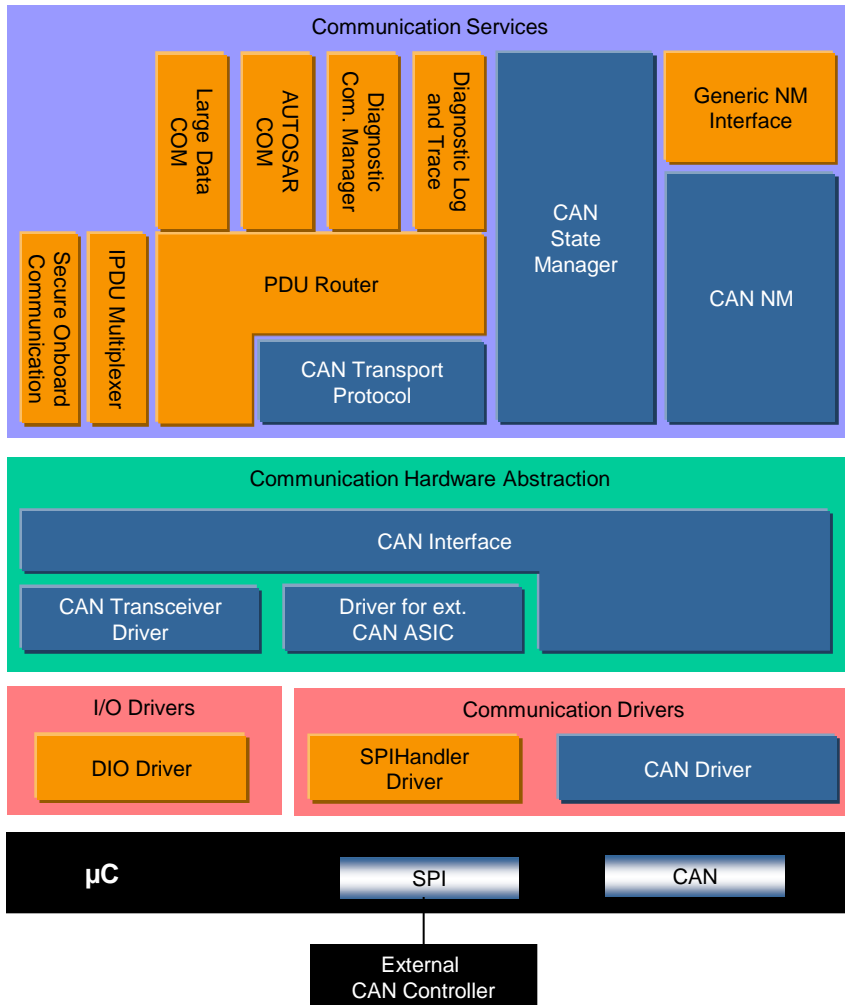 Communication Services
Large Data
COM
AUTOSAR
COM
Diagnostic
Com. Manager
Diagnostic Log
and Trace
CAN
State
Manager
Generic NM
Interface
Secure Onboard
Communication
IPDU Multiplexer
PDU Router
CAN NM
CAN Transport
Protocol
Communication Hardware Abstraction
CAN Interface
CAN Transceiver
Driver
Driver for ext.
CAN ASIC
I/O Drivers
Communication Drivers
DIO Driver
SPIHandler
Driver
CAN Driver
µC
SPI
CAN
External
CAN Controller